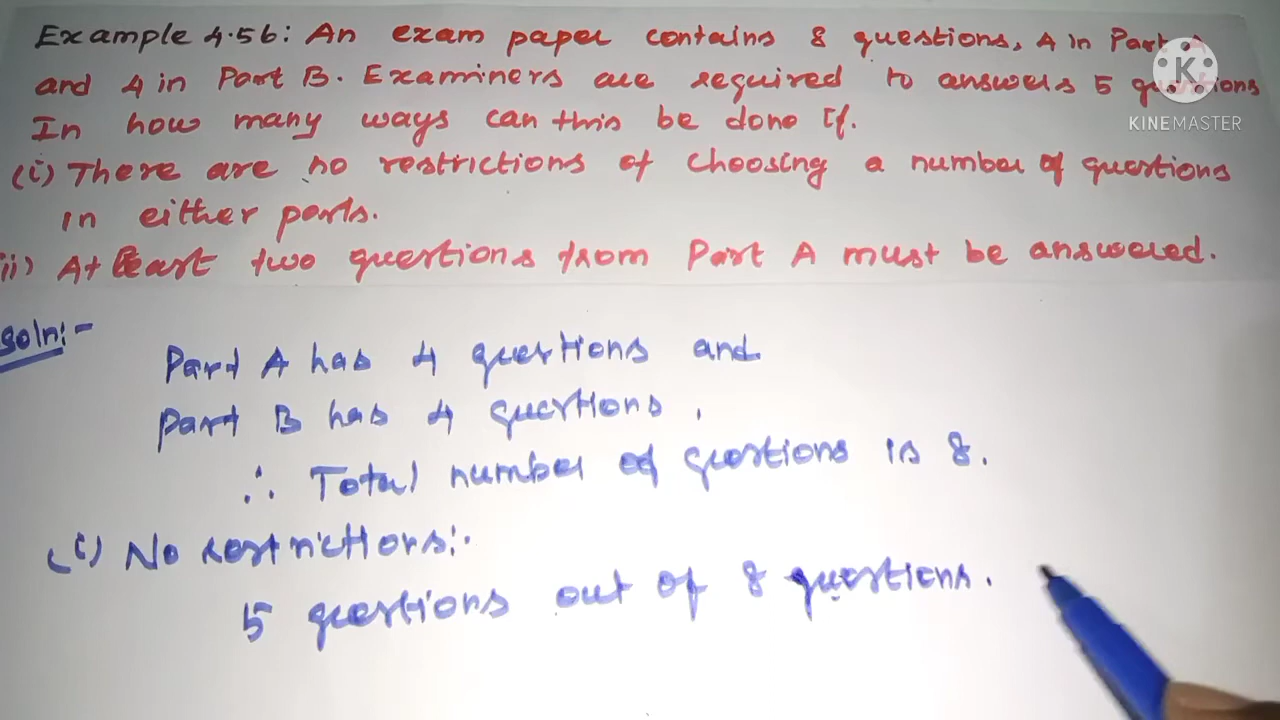 Example 4.56: An exam paper contains 8 questions, 4 in Part
and 4 in Part B. Examiners are required to answers 5 questions
In how many ways can this be done If.
(i) There are no restrictions of choosing a number of questions
in either parts.
ii) At least two questions from Part A must be answered.
Soln:-
Part A has 4 questions and
Part B has 4 questions.
∴ Total number of questions is 8.
(i) No restrictions:-
5 questions out of 8 questions.
K
KINEMASTER